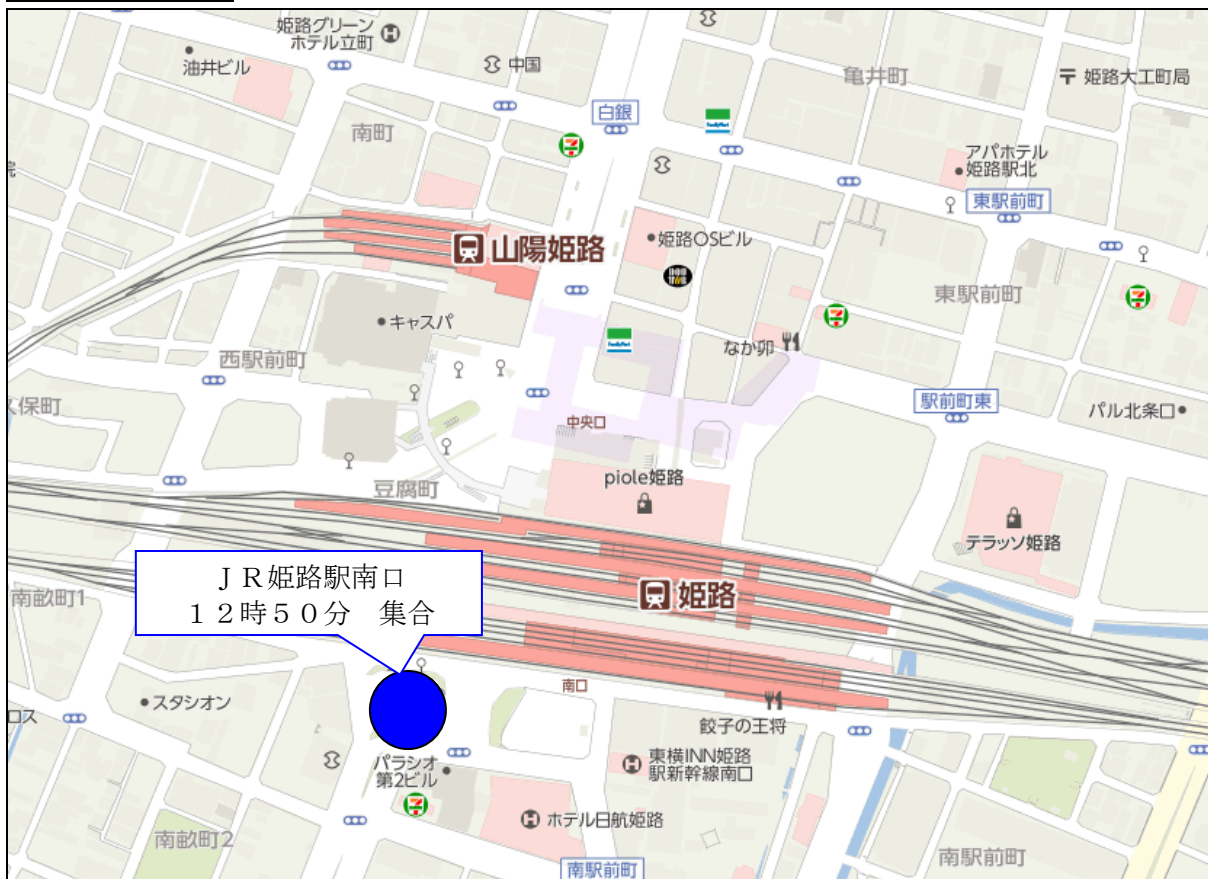 姫路グリーン
ホテル立町
油井ビル
中国
亀井町
姫路大工町局
白銀
FamilyMart
南町
アパホテル
姫路駅北
東駅前町
姫路OSビル
山陽姫路
東駅前町
キャスパ
FamilyMart
なか卯
西駅前町
駅前町東
久保町
パル北条口
中央口
piole姫路
豆腐町
テラッソ姫路
ＪＲ姫路駅南口
１２時５０分　集合
姫路
南畝町1
南口
スタシオン
ロス
餃子の王将
パラシオ
第2ビル
東横INN姫路
駅新幹線南口
ホテル日航姫路
南畝町2
南駅前町
南駅前町